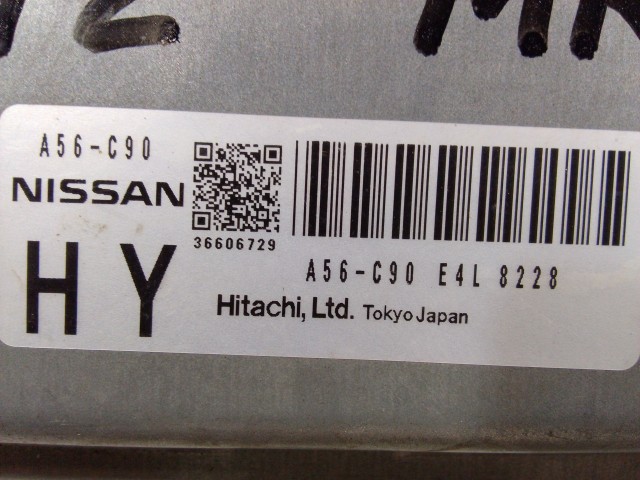 A56-C90
NISSAN
36606729
HY
A56-C90 E4L 8228
Hitachi, Ltd. Tokyo Japan